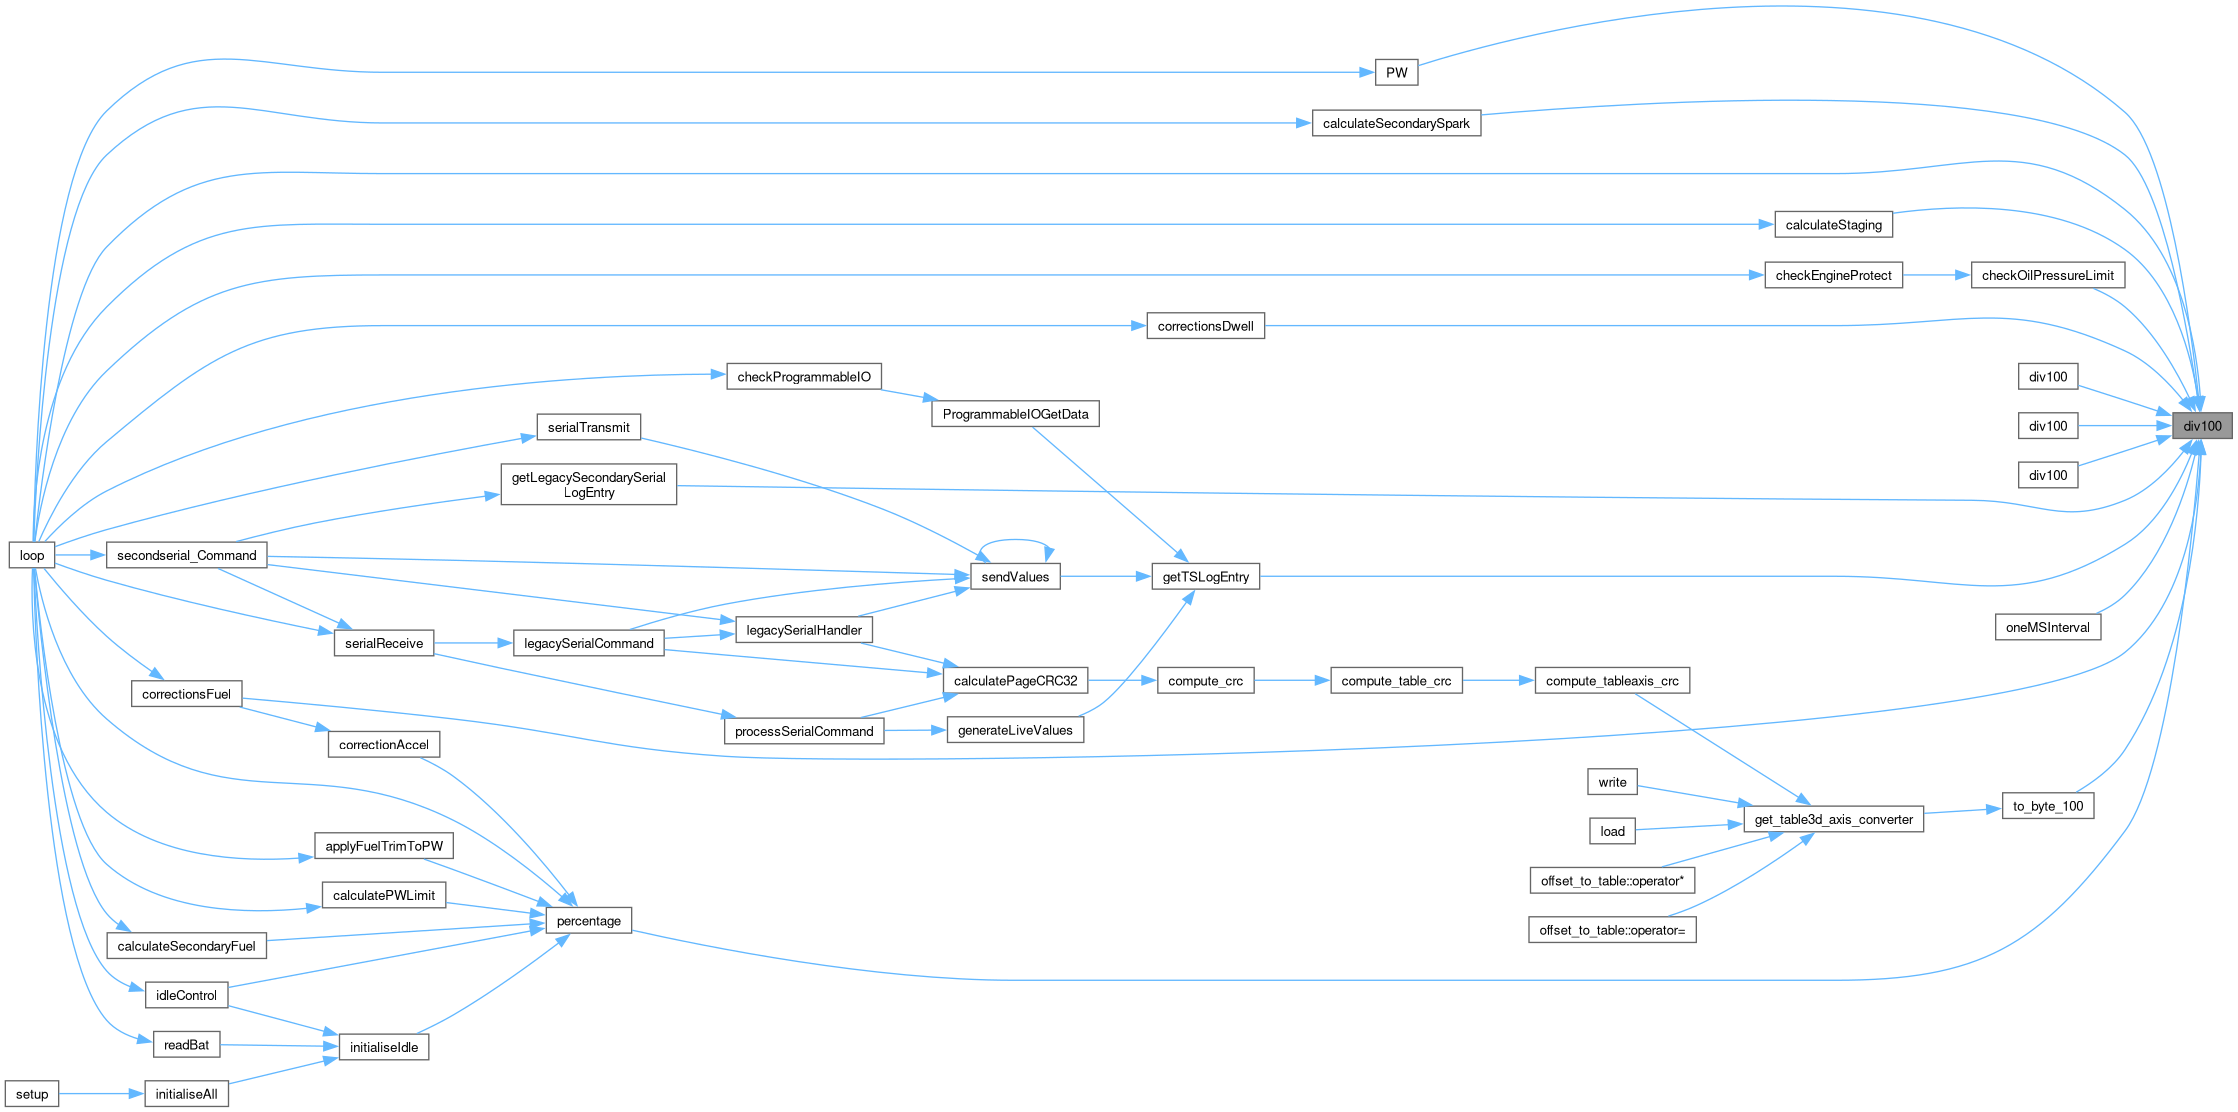 PW
calculateSecondarySpark
calculateStaging
checkEngineProtect
checkOilPressureLimit
correctionsDwell
checkProgrammableIO
div100
ProgrammableIOGetData
serialTransmit
div100
div100
getLegacySecondarySerial
LogEntry
div100
loop
secondserial_Command
sendValues
getTSLogEntry
legacySerialHandler
oneMSInterval
serialReceive
legacySerialCommand
correctionsFuel
calculatePageCRC32
compute_crc
compute_table_crc
compute_tableaxis_crc
processSerialCommand
generateLiveValues
correctionAccel
write
to_byte_100
get_table3d_axis_converter
load
applyFuelTrimToPW
offset_to_table::operator*
calculatePWLimit
percentage
offset_to_table::operator=
calculateSecondaryFuel
idleControl
readBat
initialiseIdle
setup
initialiseAll